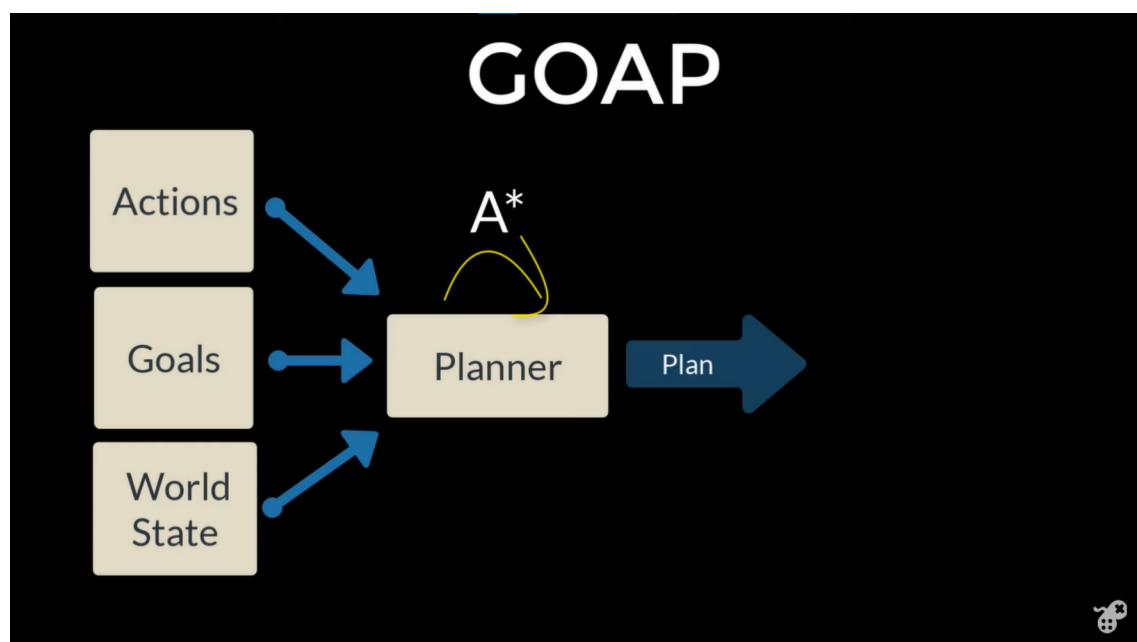 GOAP
Actions
A*
Goals
Planner
Plan
World
State